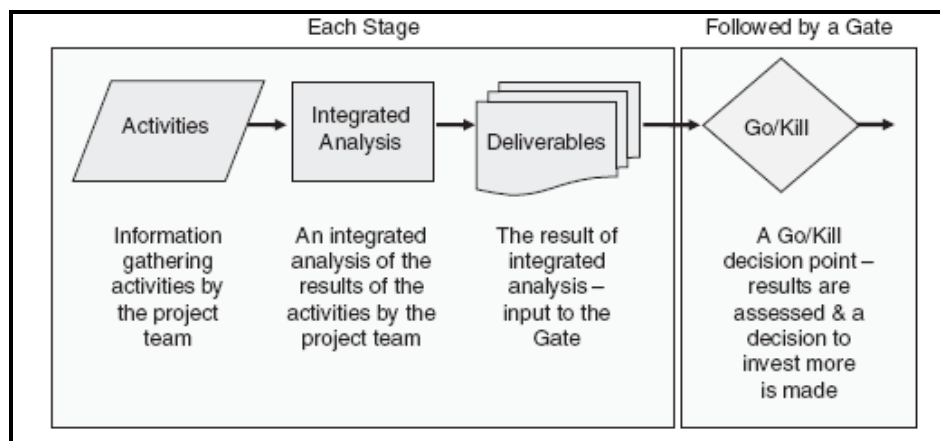 Each Stage
Followed by a Gate
Activities
Integrated
Analysis
Deliverables
Go/Kill
Information
gathering
activities by
the project
team
An integrated
analysis of the
results of the
activities by the
project team
The result of
integrated
analysis –
input to the
Gate
A Go/Kill
decision point –
results are
assessed & a
decision to
invest more
is made